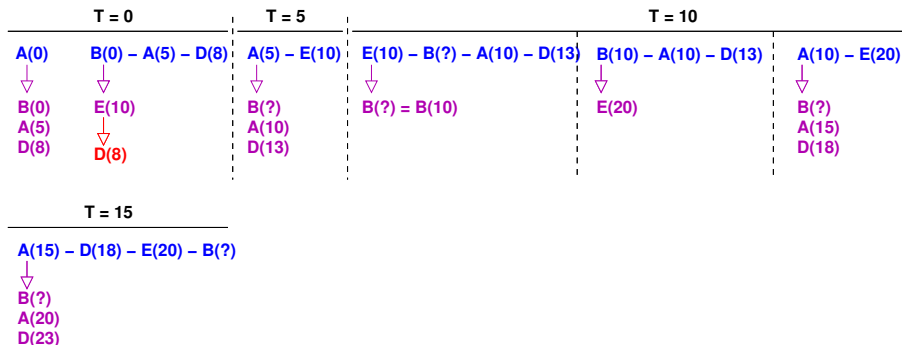 T = 0 T = 5 T = 10
A(0) B(0) − A(5) − D(8) A(5) − E(10) E(10) − B(?) − A(10) − D(13) B(10) − A(10) − D(13) A(10) − E(20)
B(0) E(10) B(?) B(?) = B(10) E(20) B(?)
A(5) A(10) A(15)
D(8) D(8) D(13) D(18)
T = 15
A(15) − D(18) − E(20) − B(?)
B(?)
A(20)
D(23)